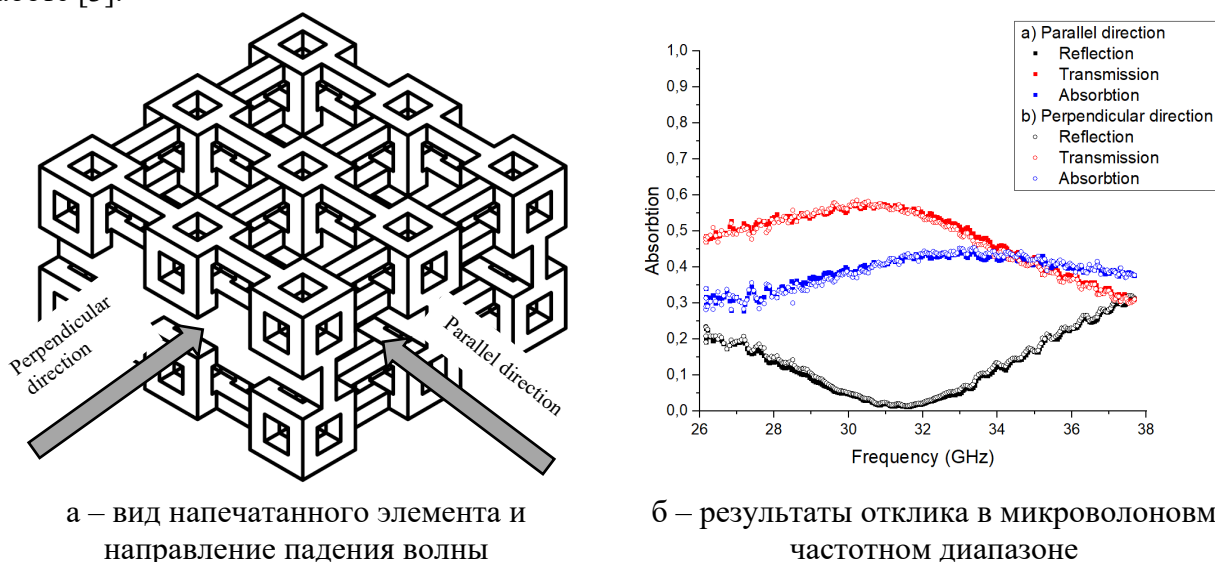 Perpendicular
direction
Parallel direction
a) Parallel direction
Reflection
Transmission
Absorbtion
b) Perpendicular direction
Reflection
Transmission
Absorbtion
1,0
0,9
0,8
0,7
0,6
0,5
0,4
0,3
0,2
0,1
0,0
Absorbtion
26 28 30 32 34 36 38
Frequency (GHz)
а – вид напечатанного элемента и
направление падения волны
б – результаты отклика в микроволоновм
частотном диапазоне